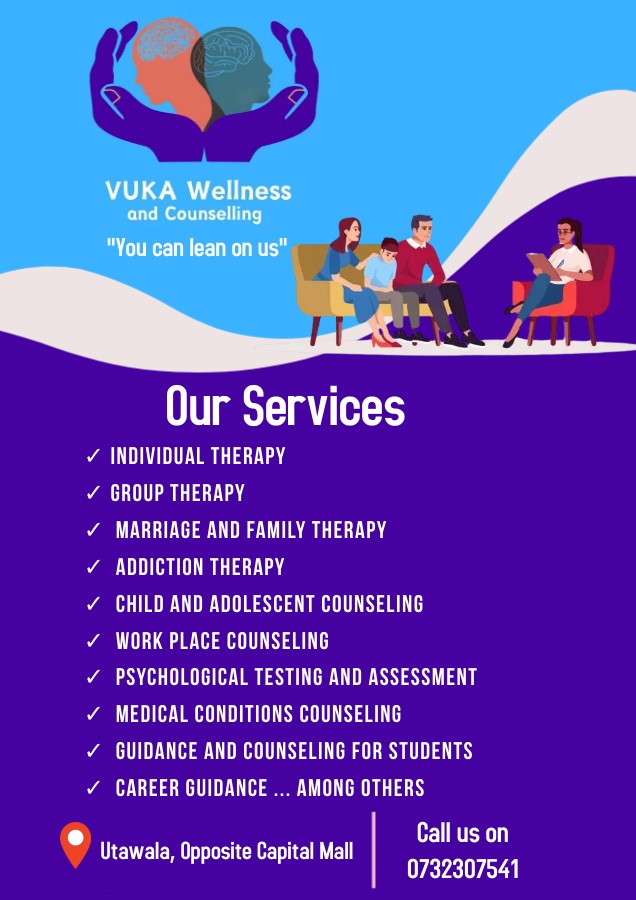 VUKA Wellness
and Counselling
"You can lean on us"
Our Services
✓ INDIVIDUAL THERAPY
✓ GROUP THERAPY
✓ MARRIAGE AND FAMILY THERAPY
✓ ADDICTION THERAPY
✓ CHILD AND ADOLESCENT COUNSELING
✓ WORK PLACE COUNSELING
✓ PSYCHOLOGICAL TESTING AND ASSESSMENT
✓ MEDICAL CONDITIONS COUNSELING
✓ GUIDANCE AND COUNSELING FOR STUDENTS
✓ CAREER GUIDANCE ... AMONG OTHERS
Utawala, Opposite Capital Mall
Call us on
0732307541